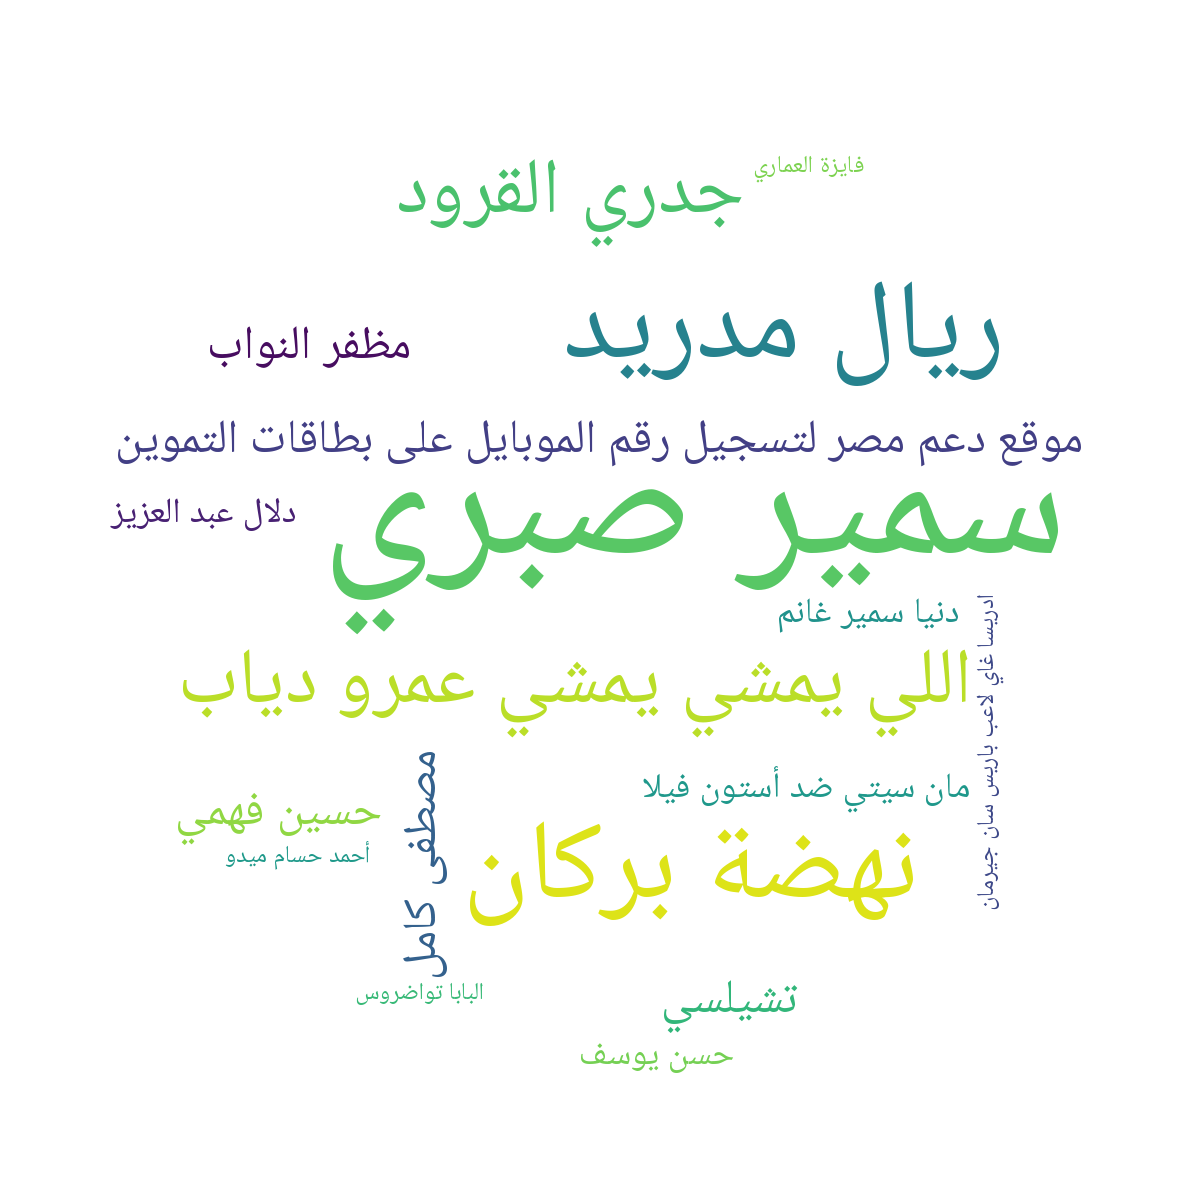 فايزة العماري
جدري القرود
ريال مدريد
مظفر النواب
موقع دعم مصر لتسجيل رقم الموبايل على بطاقات التموين
سمير صبري
دلال عبد العزيز
دنيا سمير غانم
ادريسا غاي لاعب باريس سان جيرمان
اللي يمشي يمشي عمرو دياب
مصطفى كامل
مان سيتي ضد أستون فيلا
حسين فهمي
نهضة بركان
أحمد حسام ميدو
تشيلسي
البابا تواضروس
حسن يوسف